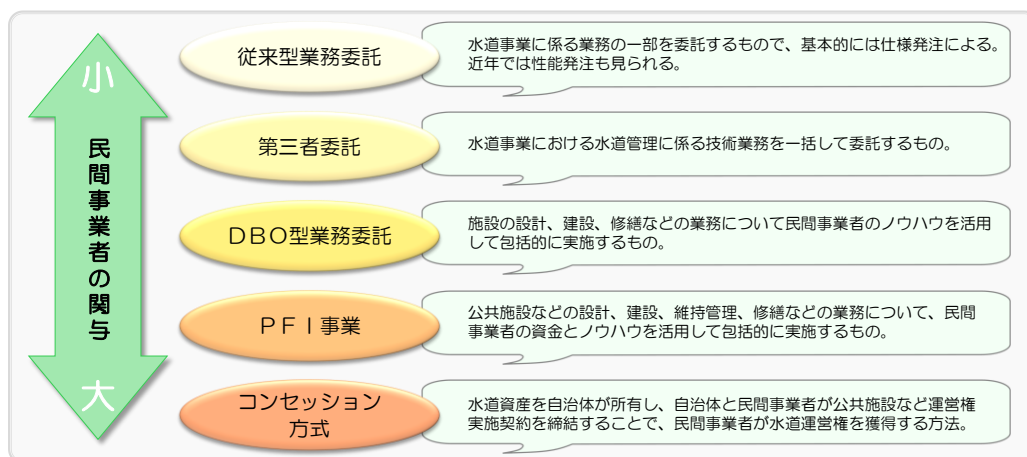 小
民間事業者の関与
大
従来型業務委託
水道事業に係る業務の一部を委託するもので、基本的には仕様発注による。
近年では性能発注も見られる。
第三者委託
水道事業における水道管理に係る技術業務を一括して委託するもの。
ＤＢＯ型業務委託
施設の設計、建設、修繕などの業務について民間事業者のノウハウを活用
して包括的に実施するもの。
ＰＦＩ事業
公共施設などの設計、建設、維持管理、修繕などの業務について、民間
事業者の資金とノウハウを活用して包括的に実施するもの。
コンセッション
方式
水道資産を自治体が所有し、自治体と民間事業者が公共施設など運営権
実施契約を締結することで、民間事業者が水道運営権を獲得する方法。